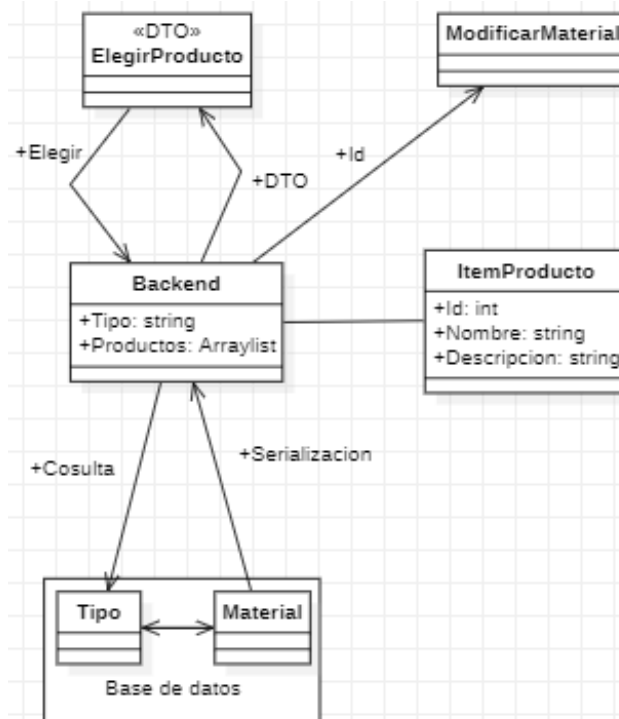 «DTO»
ElegirProducto
ModificarMaterial
+Elegir
+DTO
+Id
Backend
+Tipo: string
+Productos: Arraylist
ItemProducto
+Id: int
+Nombre: string
+Descripcion: string
+Cosulta
+Serializacion
Tipo
Material
Base de datos